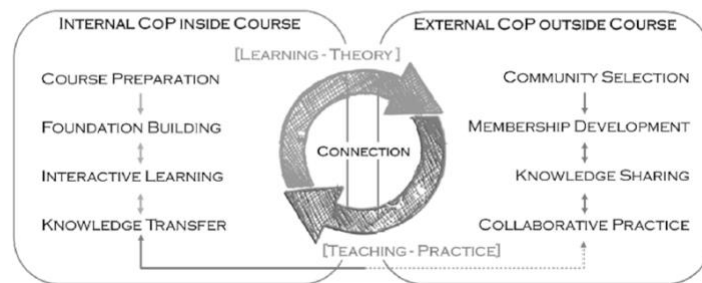 INTERNAL COP INSIDE COURSE
EXTERNAL COP OUTSIDE COURSE
[LEARNING - THEORY]
COURSE PREPARATION
FOUNDATION BUILDING
INTERACTIVE LEARNING
KNOWLEDGE TRANSFER
CONNECTION
COMMUNITY SELECTION
MEMBERSHIP DEVELOPMENT
KNOWLEDGE SHARING
COLLABORATIVE PRACTICE
[TEACHING - PRACTICE]